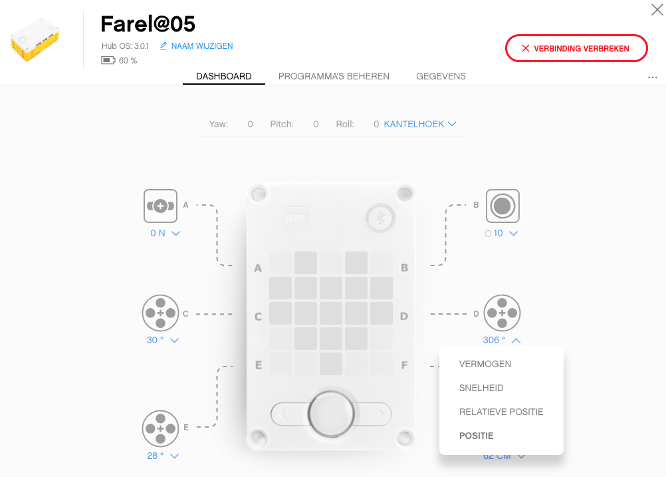 Farel@05
Hub OS: 3.0.1 NAAM WIJZIGEN
60 %
VERBINDING VERBREKEN
DASHBOARD PROGRAMMA'S BEHEREN GEGEVENS
Yaw: 0 Pitch: 0 Roll: 0 KANTELHOEK
A
B
0 N
10
A
B
C
D
C
D
30 °
306 °
E
F
VERMOGEN
SNELHEID
RELATIEVE POSITIE
POSITIE
E
28 °
62 CM